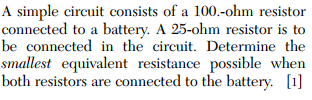 A simple circuit consists of a 100.-ohm resistor
connected to a battery. A 25-ohm resistor is to
be connected in the circuit. Determine the
smallest equivalent resistance possible when
both resistors are connected to the battery. [1]